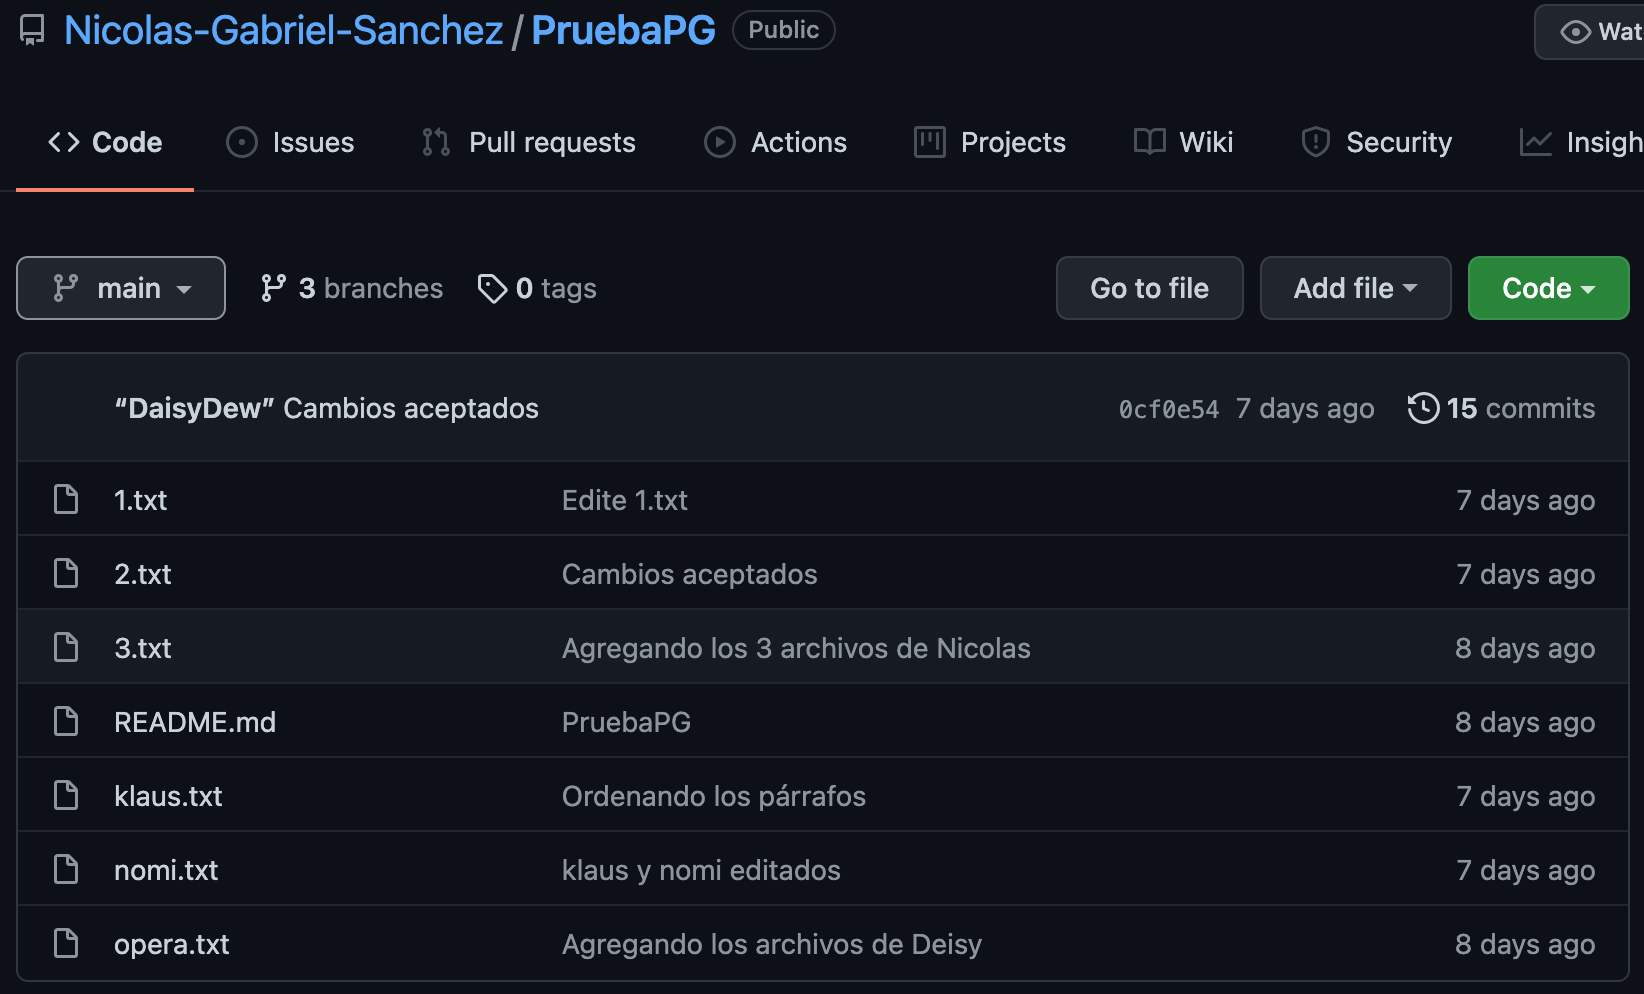 Nicolas-Gabriel-Sanchez / PruebaPG Public Wat
Code Issues Pull requests Actions Projects Wiki Security Insigh
main 3 branches 0 tags Go to file Add file Code
“DaisyDew” Cambios aceptados 0cf0e54 7 days ago 15 commits
1.txt Edite 1.txt 7 days ago
2.txt Cambios aceptados 7 days ago
3.txt Agregando los 3 archivos de Nicolas 8 days ago
README.md PruebaPG 8 days ago
klaus.txt Ordenando los párrafos 7 days ago
nomi.txt klaus y nomi editados 7 days ago
opera.txt Agregando los archivos de Deisy 8 days ago